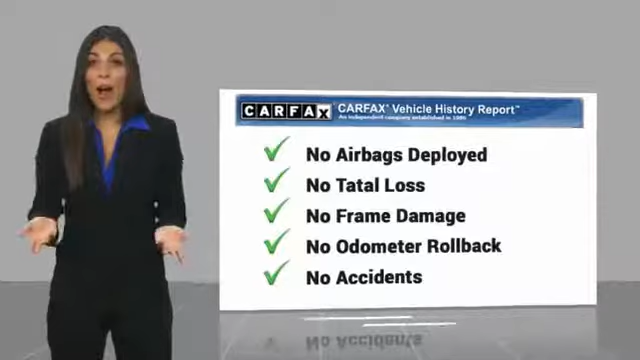 CARFAX CARFAX® Vehicle History Report™
An independent company established in 1986
No Airbags Deployed
No Tatal Loss
No Frame Damage
No Odometer Rollback
No Accidents